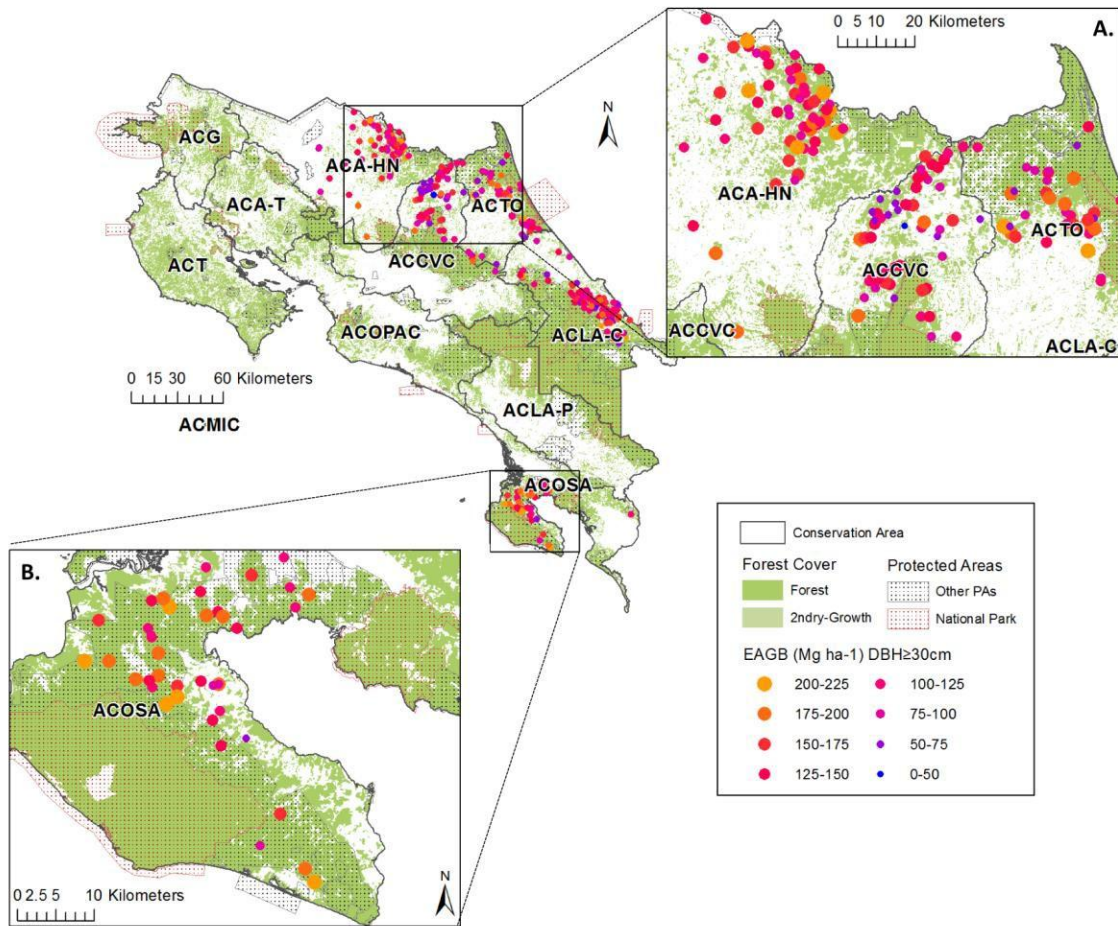 0 5 10 20 Kilometers
A.
N
ACG
ACA-HN
ACA-T
ACTO
ACT
ACCVC
ACOPAC
ACLA-C
0 15 30 60 Kilometers
ACMIC
ACLA-P
ACOSA
ACA-HN
ACTO
ACCVC
ACCVC
ACLA-C
B.
ACOSA
0 2.5 5 10 Kilometers
N
Conservation Area
Forest Cover
Forest
2ndry-Growth
Protected Areas
Other PAs
National Park
EAGB (Mg ha-1) DBH≥30cm
200-225
175-200
150-175
125-150
100-125
75-100
50-75
0-50